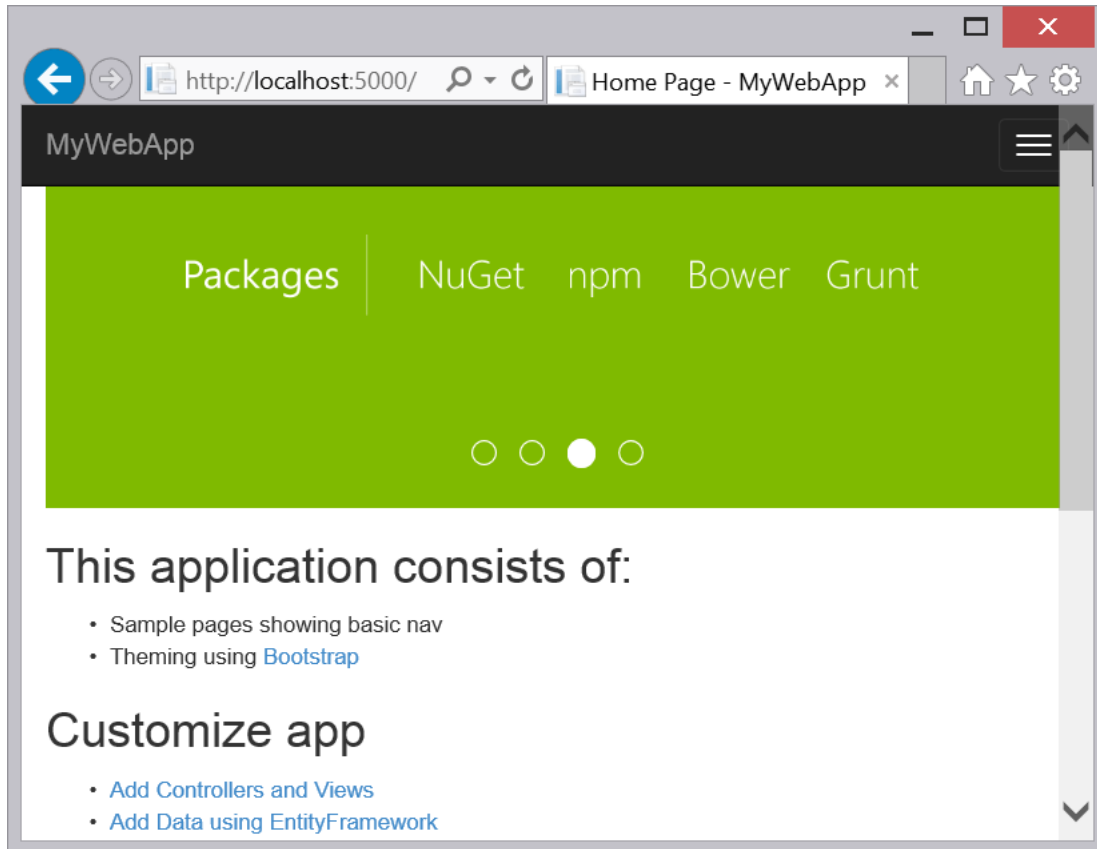 http://localhost:5000/ Home Page - MyWebApp
MyWebApp
Packages NuGet npm Bower Grunt
This application consists of:
• Sample pages showing basic nav
• Theming using Bootstrap
Customize app
• Add Controllers and Views
• Add Data using EntityFramework